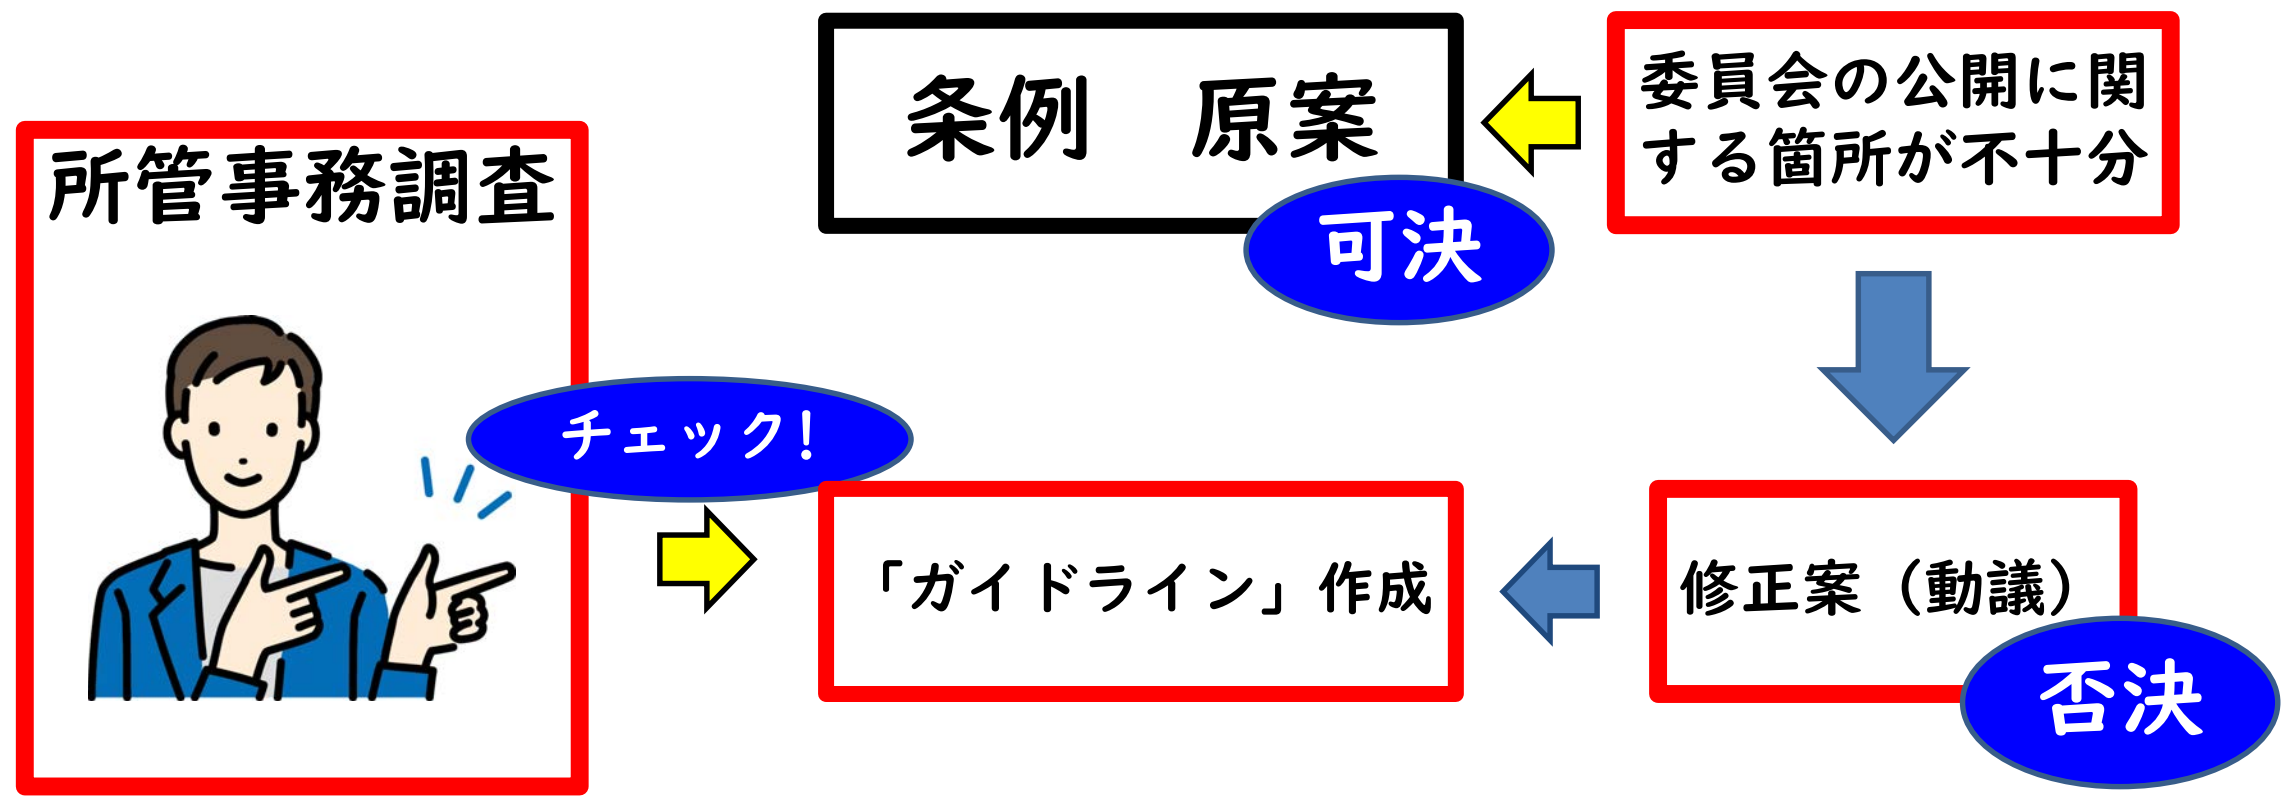 条例　原案
可決
委員会の公開に関
する箇所が不十分
所管事務調査
チェック!
「ガイドライン」作成
修正案（動議）
否決